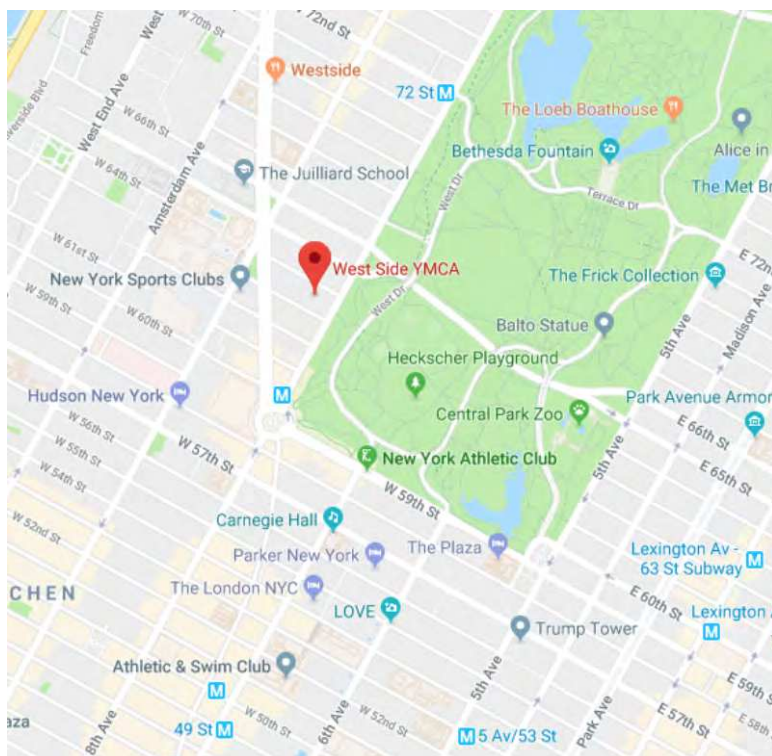 W 72nd St
W 70th St
West
Freedom
West End Ave
Westside
72 St M
The Loeb Boathouse
W 66th St
Amsterdam Ave
Bethesda Fountain
Alice in
W 64th St
The Juilliard School
West Dr
Terrace Dr
The Met Br
W 61st St
West Side YMCA
E 72nd
New York Sports Clubs
The Frick Collection
W 59th St
W 60th St
West Dr
Balto Statue
5th Ave
Madison Ave
Heckscher Playground
Hudson New York
M
Park Avenue Armor
Central Park Zoo
W 56th St
W 57th St
E 66th St
W 55th St
New York Athletic Club
5th Ave
E 65th St
W 54th St
W 59th St
Carnegie Hall
W 52nd St
Parker New York
The Plaza
Lexington Av -
63 St Subway M
CHEN
The London NYC
E 60th St
LOVE
Lexington
M
Trump Tower
Athletic & Swim Club
E 59th St
M
5th Ave
Park Ave
E 58th
aza
8th Ave
49 St M
W 50th St
6th Ave
W 52nd St
M 5 Av/53 St
E 57th St